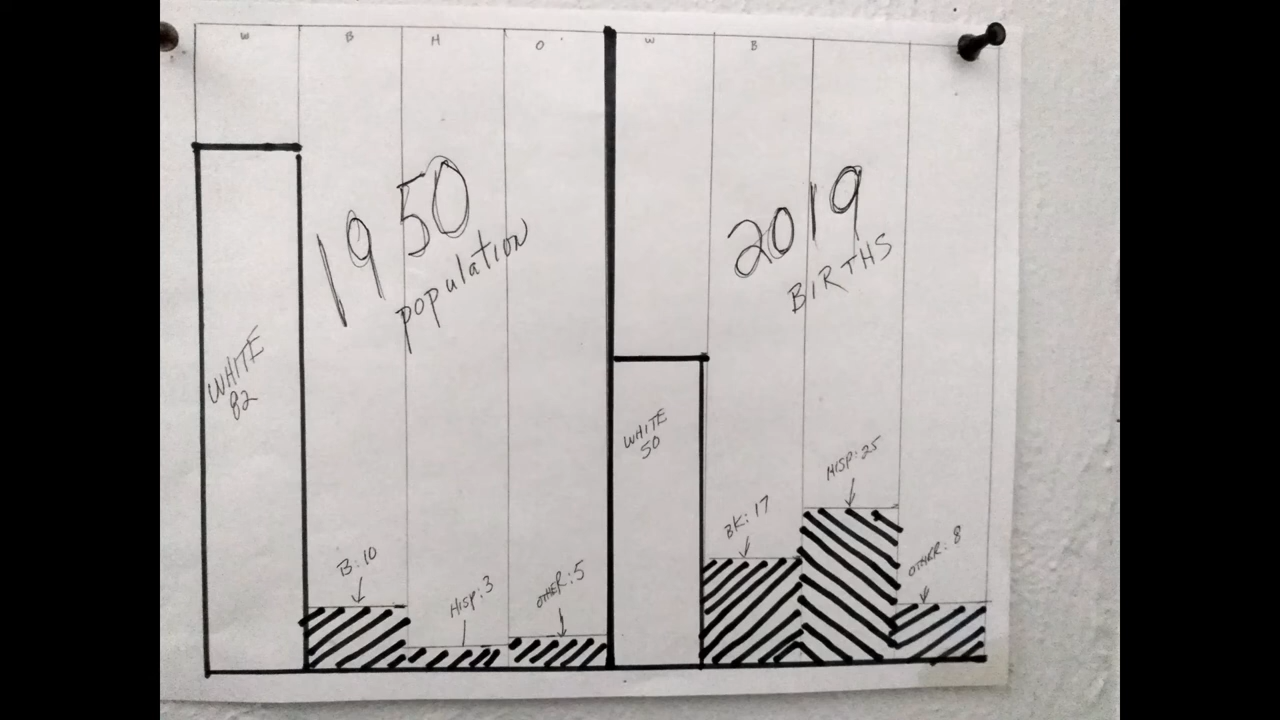 W B H O W B
1950
population
2019
BIRTHS
WHITE
82
WHITE
50
B:10
HISP:3
OTHER:5
BK:17
HISP:25
OTHER:8